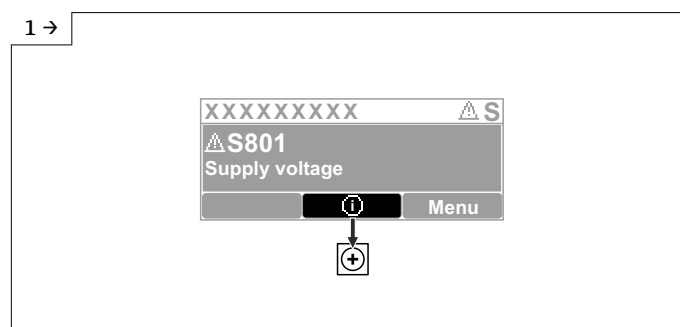 1 →
XXXXXXXXX ⚠ S
⚠S801
Supply voltage
ⓘ Menu
+